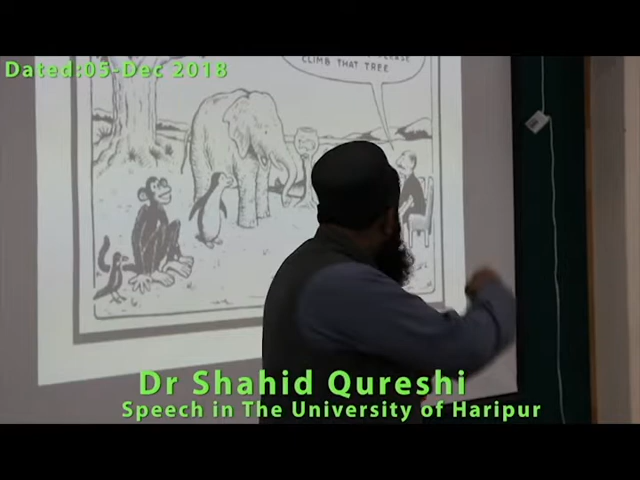 CLIMB THAT TREE
Dated:05-Dec 2018
Dr Shahid Qureshi
Speech in The University of Haripur